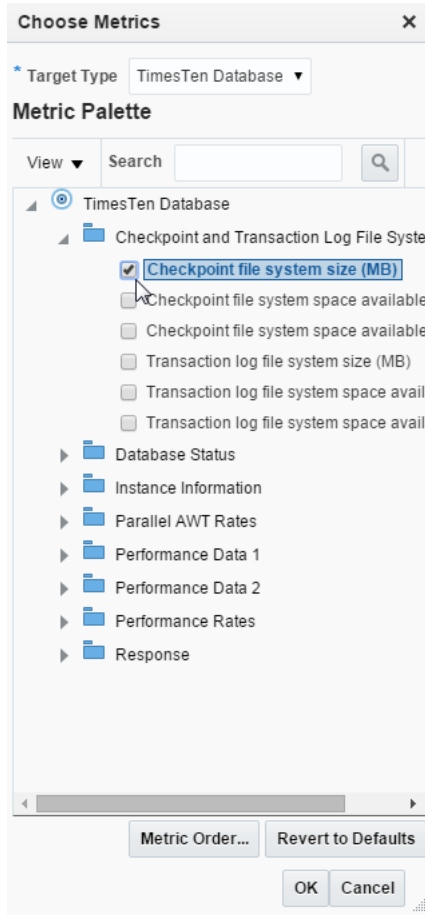 Choose Metrics
* Target Type TimesTen Database
Metric Palette
View Search
TimesTen Database
Checkpoint and Transaction Log File Syste
Checkpoint file system size (MB)
Checkpoint file system space available
Checkpoint file system space available
Transaction log file system size (MB)
Transaction log file system space avail
Transaction log file system space avail
Database Status
Instance Information
Parallel AWT Rates
Performance Data 1
Performance Data 2
Performance Rates
Response
Metric Order... Revert to Defaults
OK Cancel